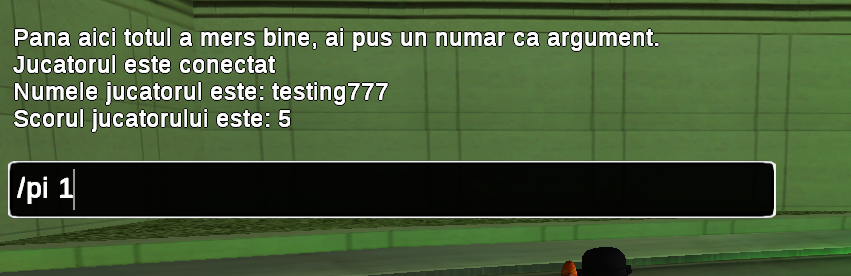 Pana aici totul a mers bine, ai pus un numar ca argument.
Jucatorul este conectat
Numele jucatorul este: testing777
Scorul jucatorului este: 5
/pi 1